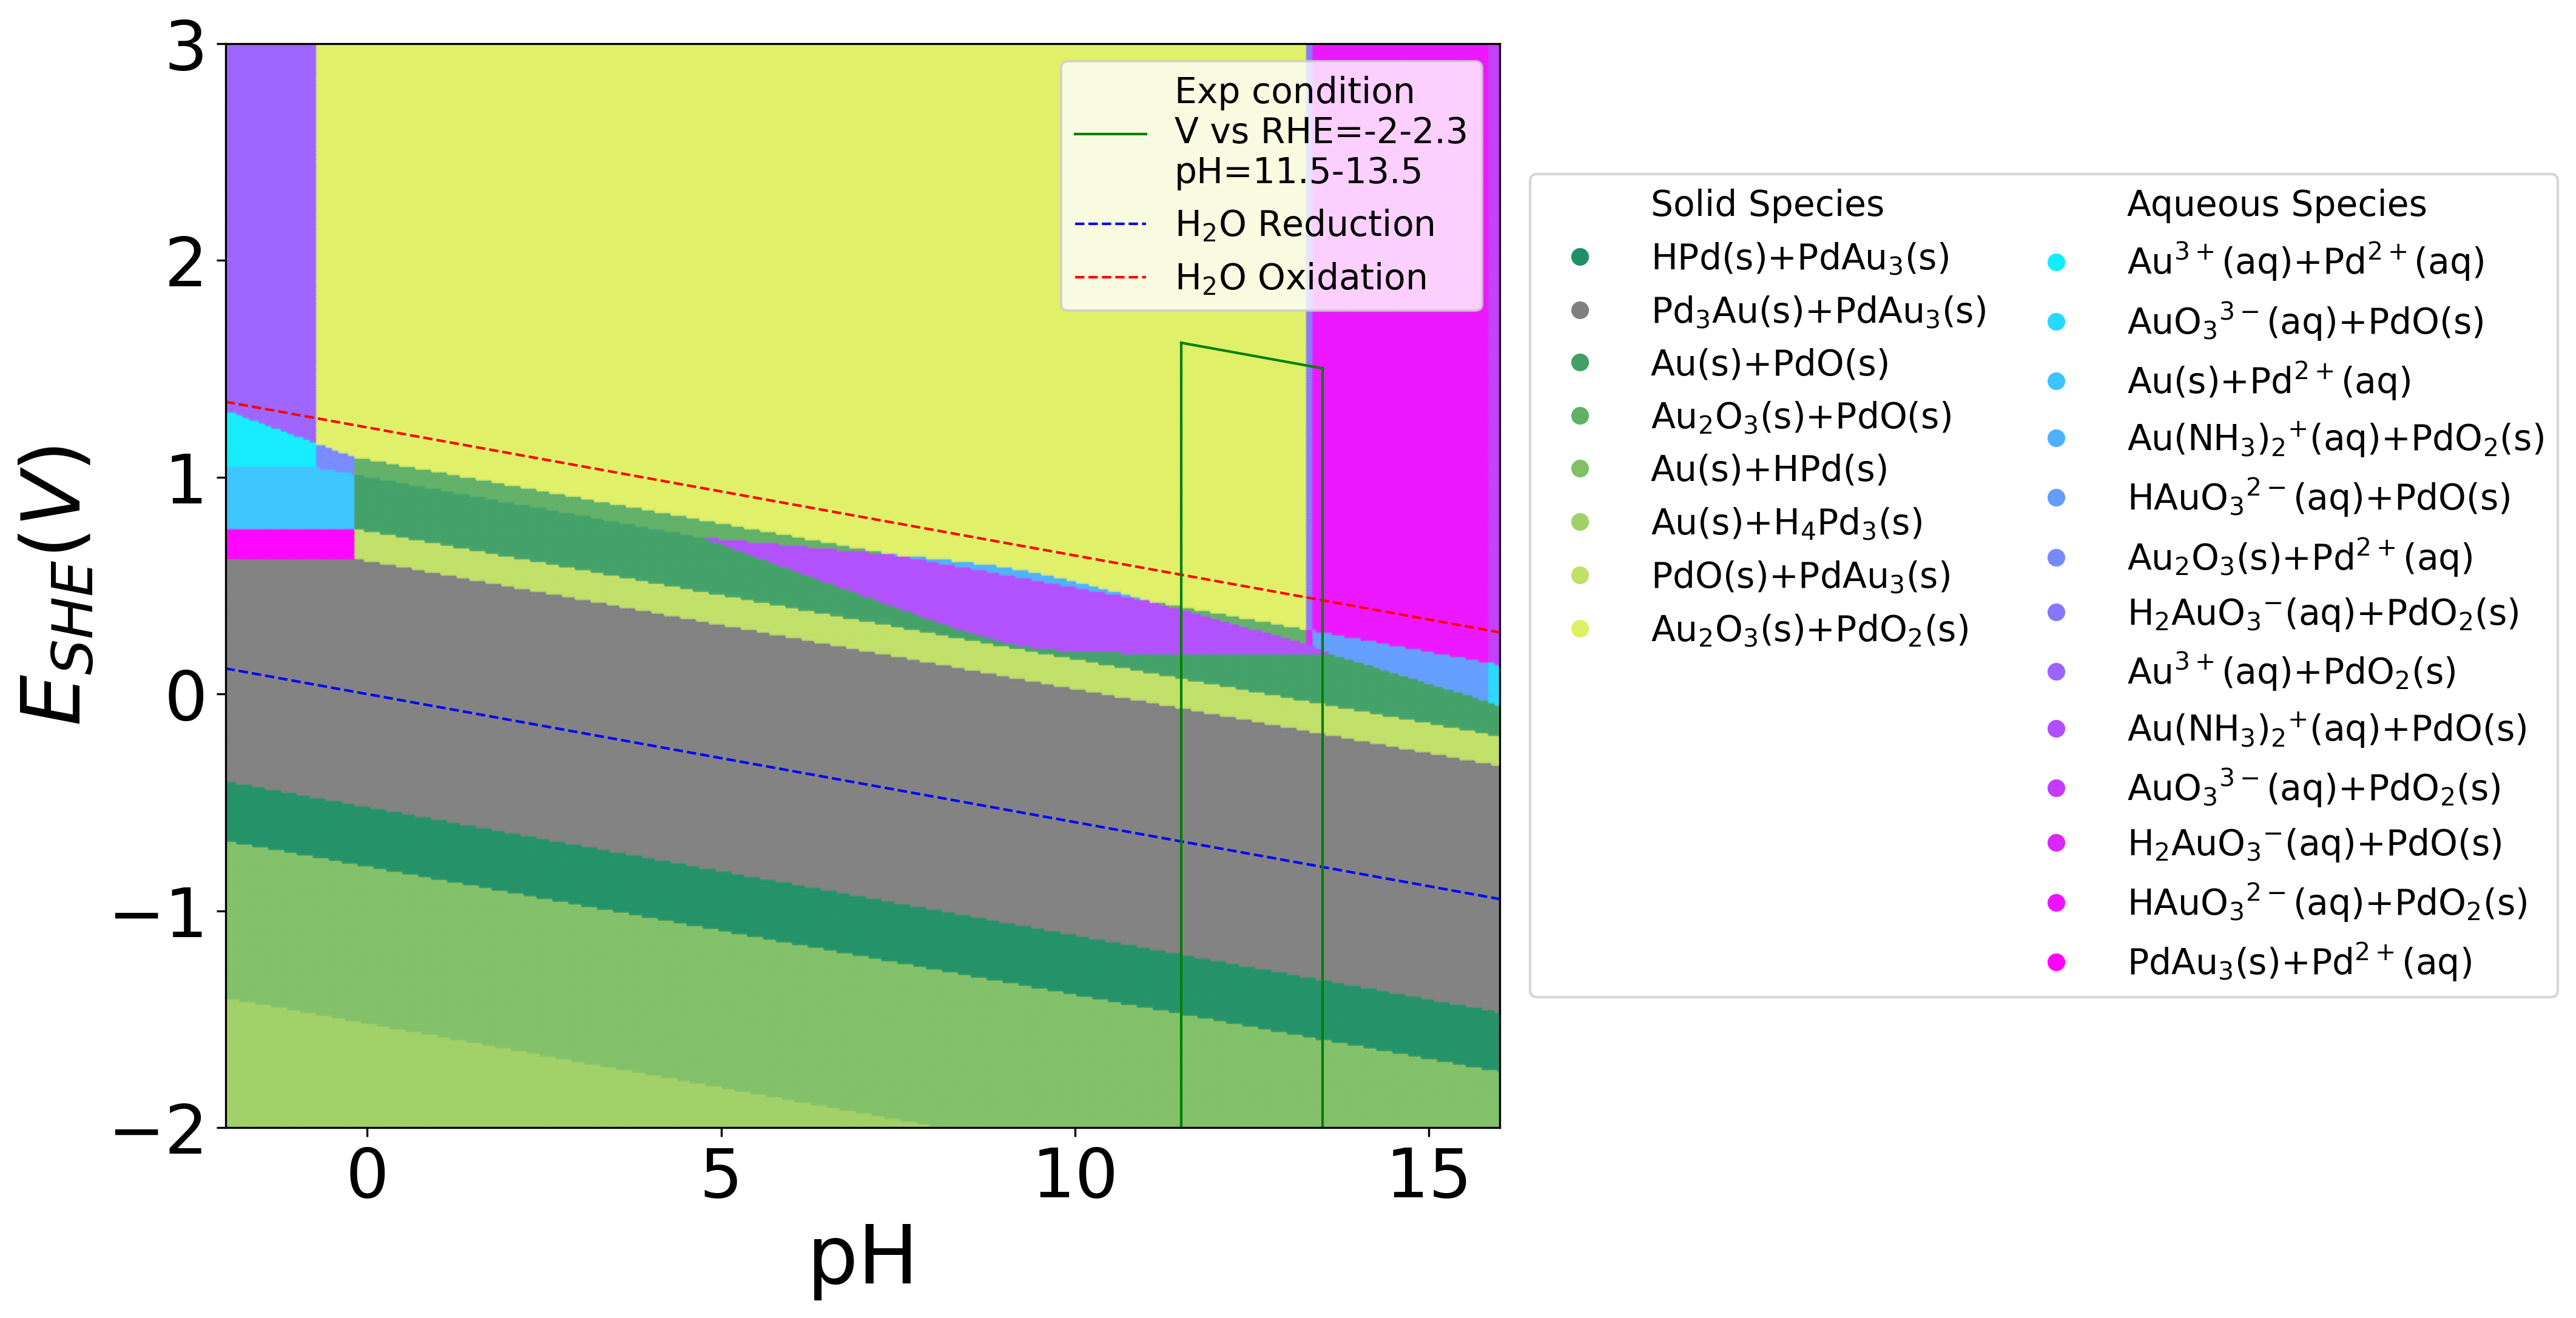 3
2
1
0
−1
−2
E_SHE(V)
0
5
10
15
pH
Exp condition
V vs RHE=-2-2.3
pH=11.5-13.5
H₂O Reduction
H₂O Oxidation
Solid Species
HPd(s)+PdAu₃(s)
Pd₃Au(s)+PdAu₃(s)
Au(s)+PdO(s)
Au₂O₃(s)+PdO(s)
Au(s)+HPd(s)
Au(s)+H₄Pd₃(s)
PdO(s)+PdAu₃(s)
Au₂O₃(s)+PdO₂(s)
Aqueous Species
Au³⁺(aq)+Pd²⁺(aq)
AuO₃³⁻(aq)+PdO(s)
Au(s)+Pd²⁺(aq)
Au(NH₃)₂⁺(aq)+PdO₂(s)
HAuO₃²⁻(aq)+PdO(s)
Au₂O₃(s)+Pd²⁺(aq)
H₂AuO₃⁻(aq)+PdO₂(s)
Au³⁺(aq)+PdO₂(s)
Au(NH₃)₂⁺(aq)+PdO(s)
AuO₃³⁻(aq)+PdO₂(s)
H₂AuO₃⁻(aq)+PdO(s)
HAuO₃²⁻(aq)+PdO₂(s)
PdAu₃(s)+Pd²⁺(aq)